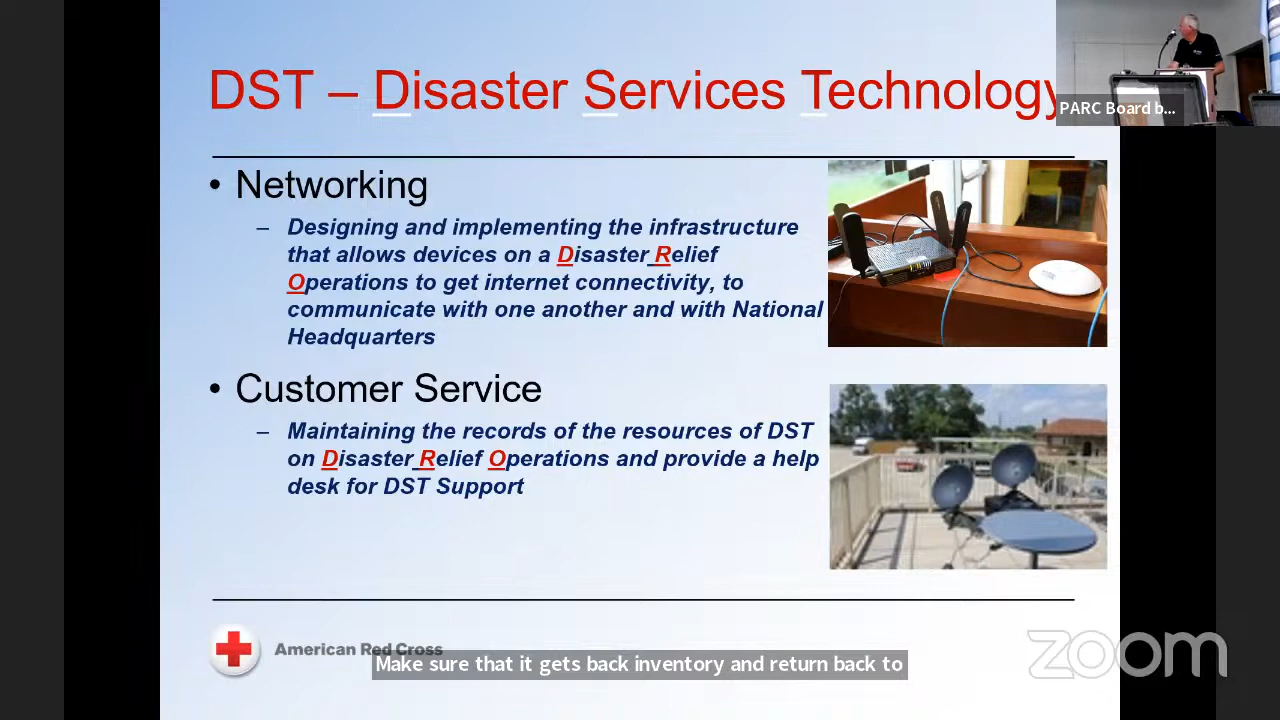 DST – Disaster Services Technology
PARC Board b...
• Networking
– Designing and implementing the infrastructure
that allows devices on a Disaster Relief
Operations to get internet connectivity, to
communicate with one another and with National
Headquarters
• Customer Service
– Maintaining the records of the resources of DST
on Disaster Relief Operations and provide a help
desk for DST Support
American Red Cross
Make sure that it gets back inventory and return back to
zoom